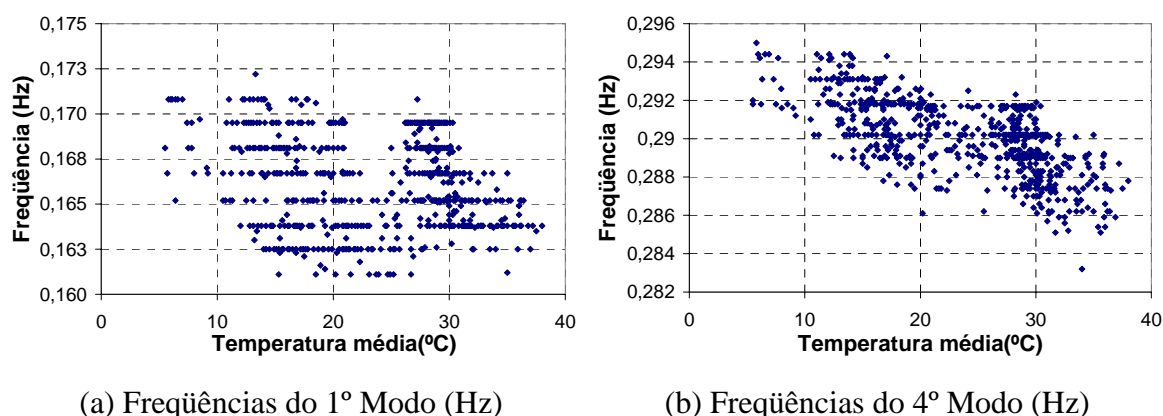 0,175
0,173
0,170
0,168
0,165
0,163
0,160
Freqüência (Hz)
0 10 20 30 40
Temperatura média(ºC)
(a) Freqüências do 1º Modo (Hz)
0,296
0,294
0,292
0,29
0,288
0,286
0,284
0,282
Freqüência (Hz)
0 10 20 30 40
Temperatura média(ºC)
(b) Freqüências do 4º Modo (Hz)